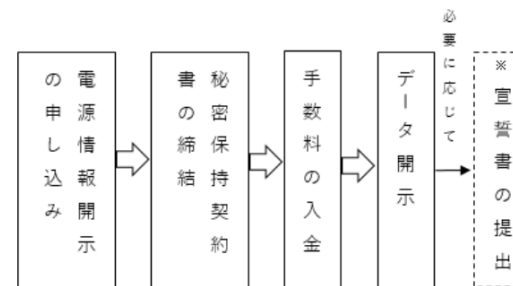 電源情報開示
の申し込み
秘密保持契約
書の締結
手数料の入金
データ開示
必要に応じて
※宣誓書の提出